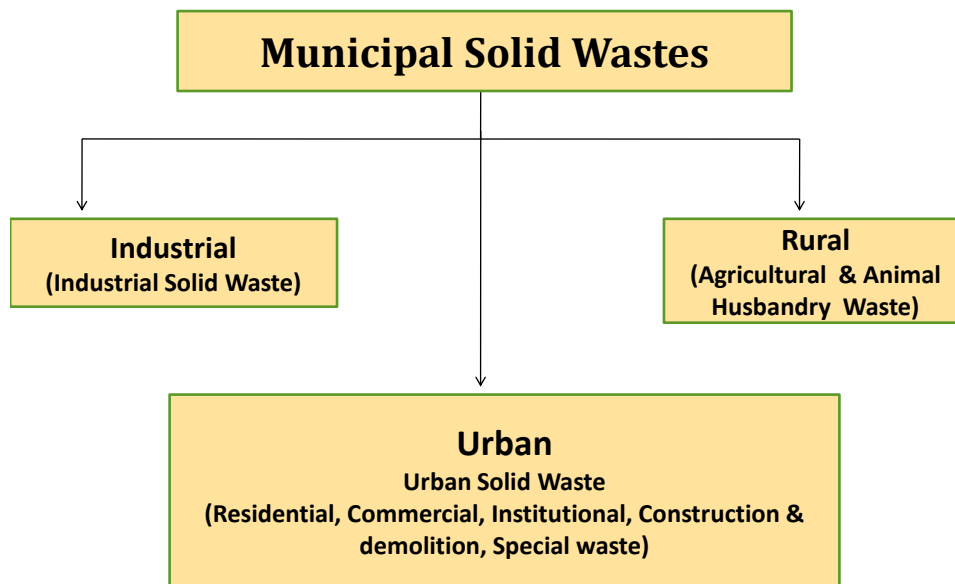 Municipal Solid Wastes
Industrial
(Industrial Solid Waste)
Rural
(Agricultural & Animal
Husbandry Waste)
Urban
Urban Solid Waste
(Residential, Commercial, Institutional, Construction &
demolition, Special waste)